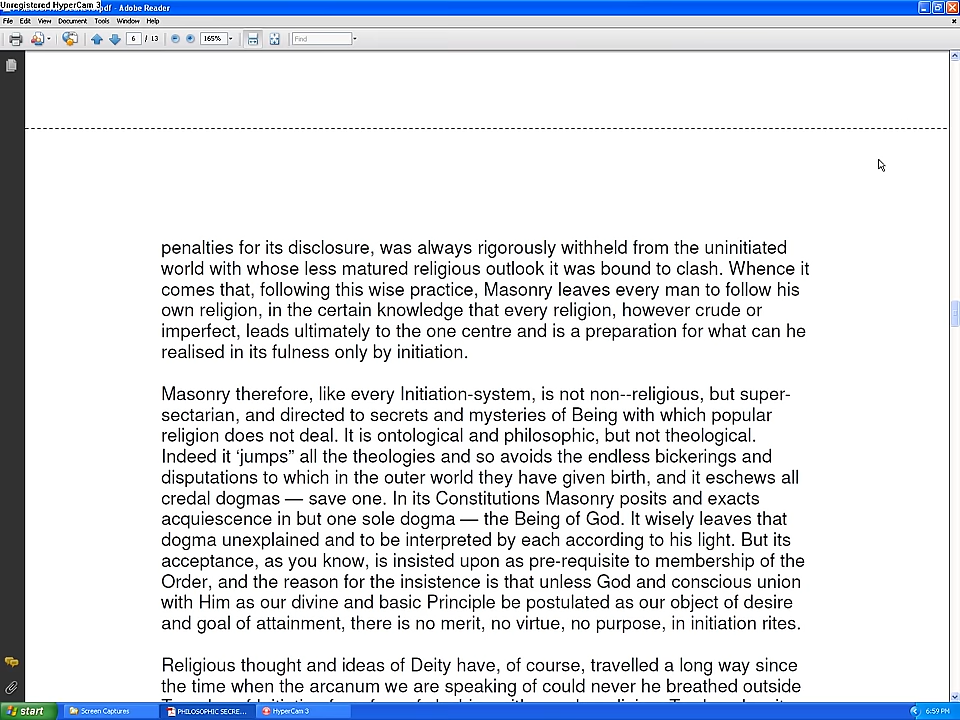 Unregistered HyperCam 3
.pdf - Adobe Reader
File Edit View Document Tools Window Help
6 / 13 165% Find
penalties for its disclosure, was always rigorously withheld from the uninitiated
world with whose less matured religious outlook it was bound to clash. Whence it
comes that, following this wise practice, Masonry leaves every man to follow his
own religion, in the certain knowledge that every religion, however crude or
imperfect, leads ultimately to the one centre and is a preparation for what can he
realised in its fulness only by initiation.
Masonry therefore, like every Initiation-system, is not non--religious, but super-
sectarian, and directed to secrets and mysteries of Being with which popular
religion does not deal. It is ontological and philosophic, but not theological.
Indeed it ‘jumps” all the theologies and so avoids the endless bickerings and
disputations to which in the outer world they have given birth, and it eschews all
credal dogmas — save one. In its Constitutions Masonry posits and exacts
acquiescence in but one sole dogma — the Being of God. It wisely leaves that
dogma unexplained and to be interpreted by each according to his light. But its
acceptance, as you know, is insisted upon as pre-requisite to membership of the
Order, and the reason for the insistence is that unless God and conscious union
with Him as our divine and basic Principle be postulated as our object of desire
and goal of attainment, there is no merit, no virtue, no purpose, in initiation rites.
Religious thought and ideas of Deity have, of course, travelled a long way since
the time when the arcanum we are speaking of could never he breathed outside
start Screen Captures PHILOSOPHIC SECRE... HyperCam 3 6:59 PM